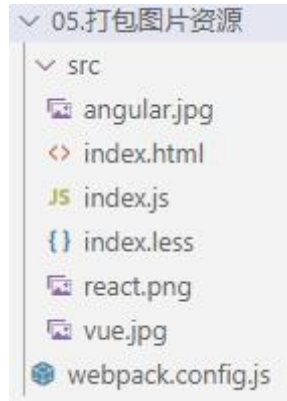 05.打包图片资源
src
angular.jpg
index.html
JS index.js
{} index.less
react.png
vue.jpg
webpack.config.js